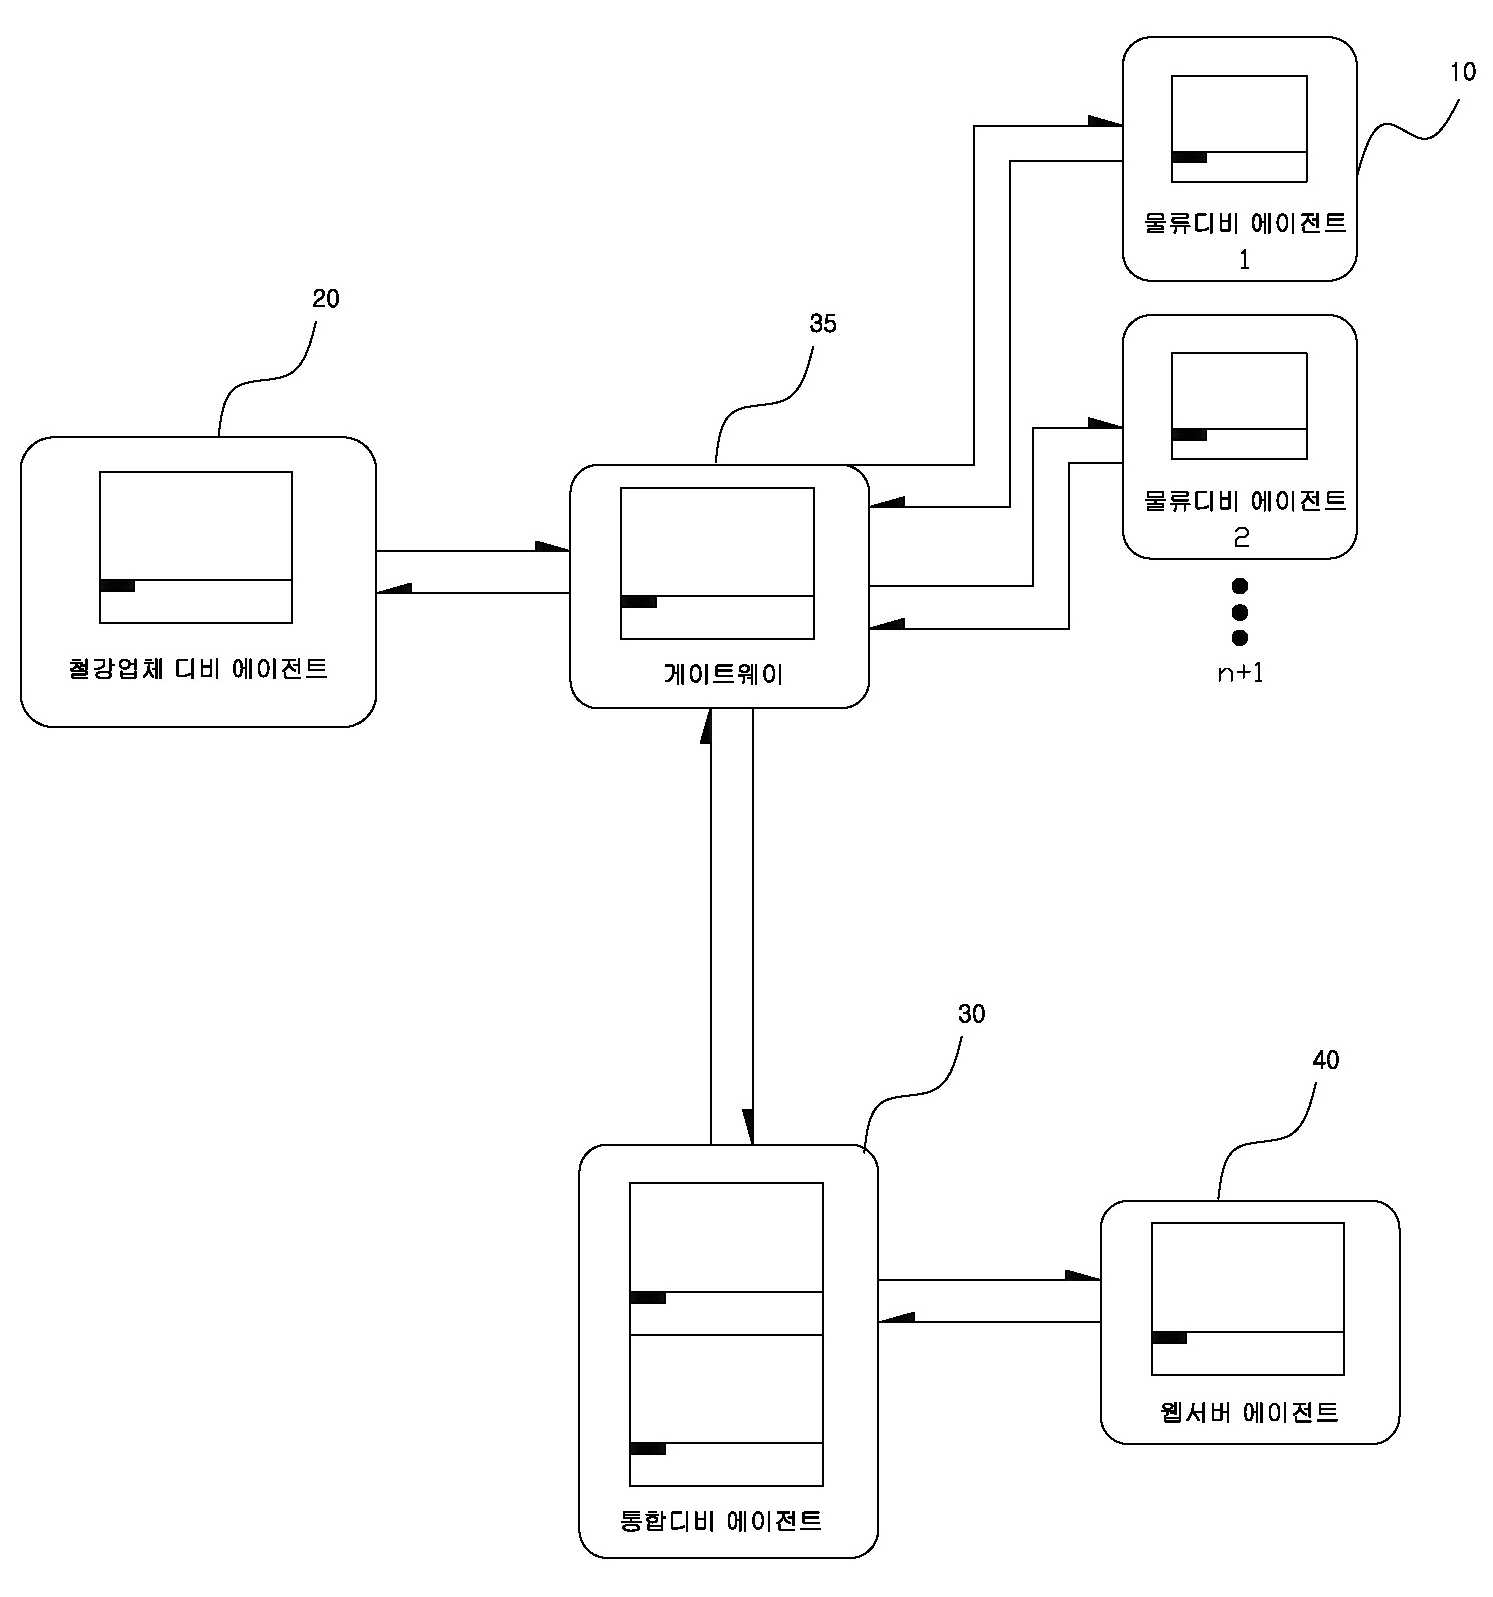 10
물류디비 에이전트
1
20
35
물류디비 에이전트
2
철강업체 디비 에이전트
게이트웨이
n+1
30
40
웹서버 에이전트
통합디비 에이전트